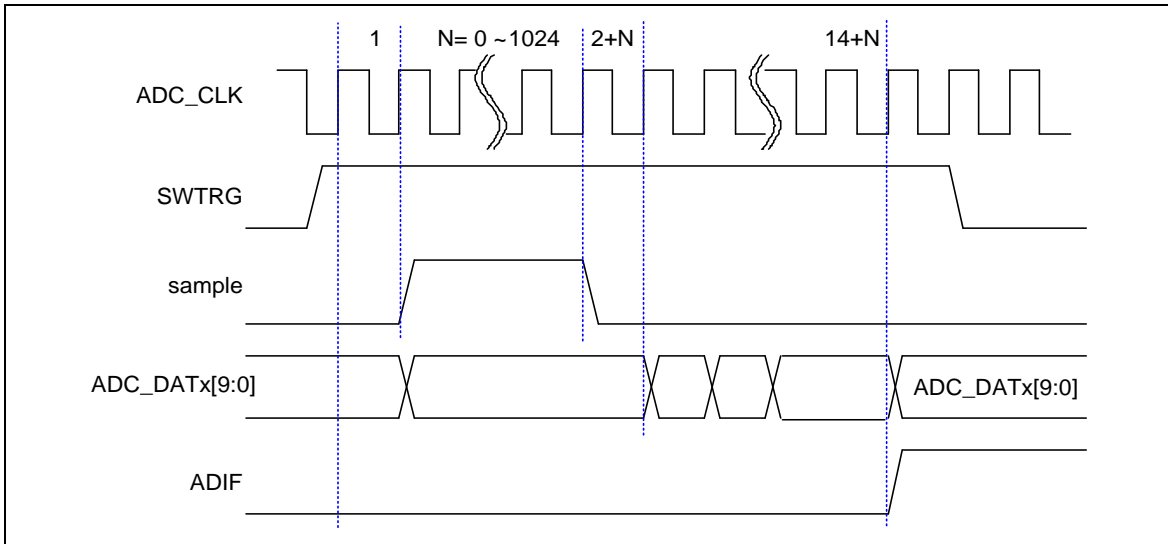 1 N= 0 ~1024 2+N 14+N
ADC_CLK
SWTRG
sample
ADC_DATx[9:0] ADC_DATx[9:0]
ADIF